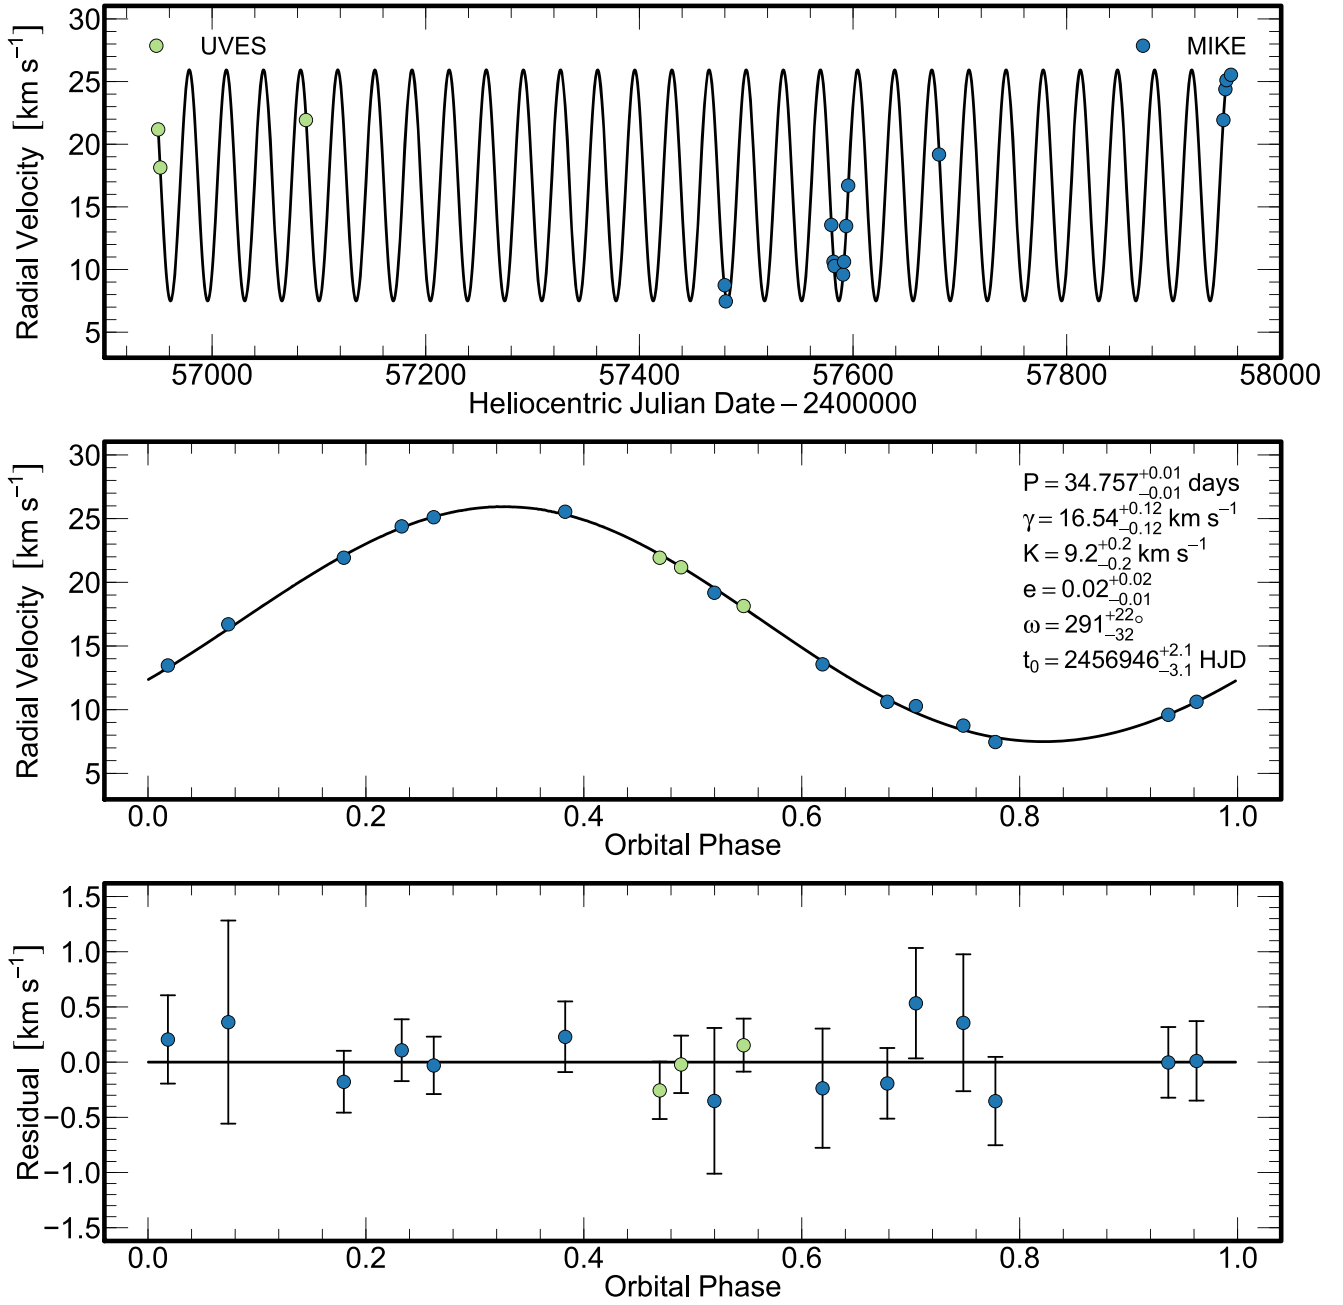 30
25
20
15
10
5
Radial Velocity [km s⁻¹]
UVES
MIKE
57000 57200 57400 57600 57800 58000
Heliocentric Julian Date – 2400000
30
25
20
15
10
5
Radial Velocity [km s⁻¹]
P = 34.757 +0.01 −0.01 days
γ = 16.54 +0.12 −0.12 km s⁻¹
K = 9.2 +0.2 −0.2 km s⁻¹
e = 0.02 +0.02 −0.01
ω = 291 +22 −32 °
t₀ = 2456946 +2.1 −3.1 HJD
0.0 0.2 0.4 0.6 0.8 1.0
Orbital Phase
1.5
1.0
0.5
0.0
−0.5
−1.0
−1.5
Residual [km s⁻¹]
0.0 0.2 0.4 0.6 0.8 1.0
Orbital Phase